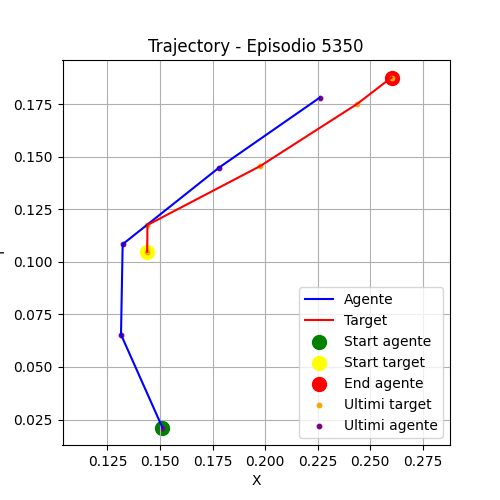 Trajectory - Episodio 5350
0.175
0.150
0.125
0.100
0.075
0.050
0.025
Agente
Target
Start agente
Start target
End agente
Ultimi target
Ultimi agente
0.125 0.150 0.175 0.200 0.225 0.250 0.275
X